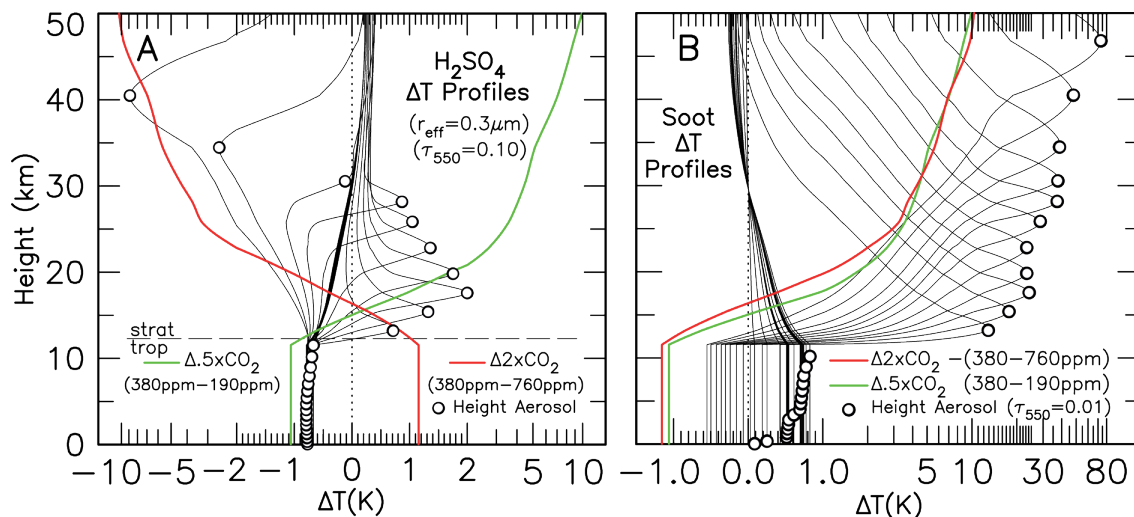 A
B
H2SO4
ΔT Profiles
(reff=0.3μm)
(τ550=0.10)
Soot
ΔT
Profiles
Height (km)
50
40
30
20
10
0
strat
trop
Δ.5xCO2
(380ppm−190ppm)
Δ2xCO2
(380ppm−760ppm)
Height Aerosol
Δ2xCO2 −(380−760ppm)
Δ.5xCO2 (380−190ppm)
Height Aerosol (τ550=0.01)
−10 −5 −2 −1 0 1 2 5 10
−1.0 0.0 1.0 5 10 30 80
ΔT(K)
ΔT(K)